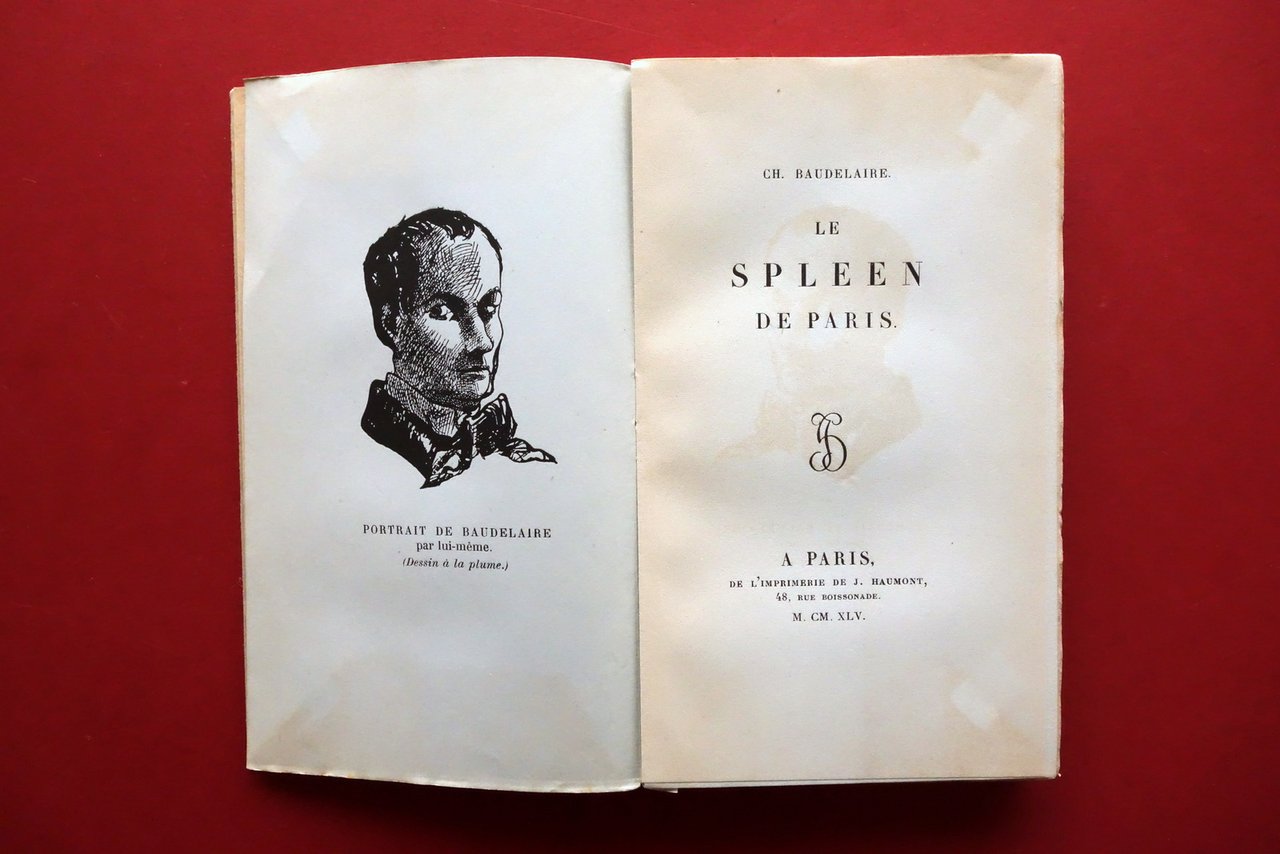 PORTRAIT DE BAUDELAIRE
par lui-même.
(Dessin à la plume.)
CH. BAUDELAIRE.
LE
SPLEEN
DE PARIS.
A PARIS,
DE L'IMPRIMERIE DE J. HAUMONT,
48, RUE BOISSONADE.
M. CM. XLV.